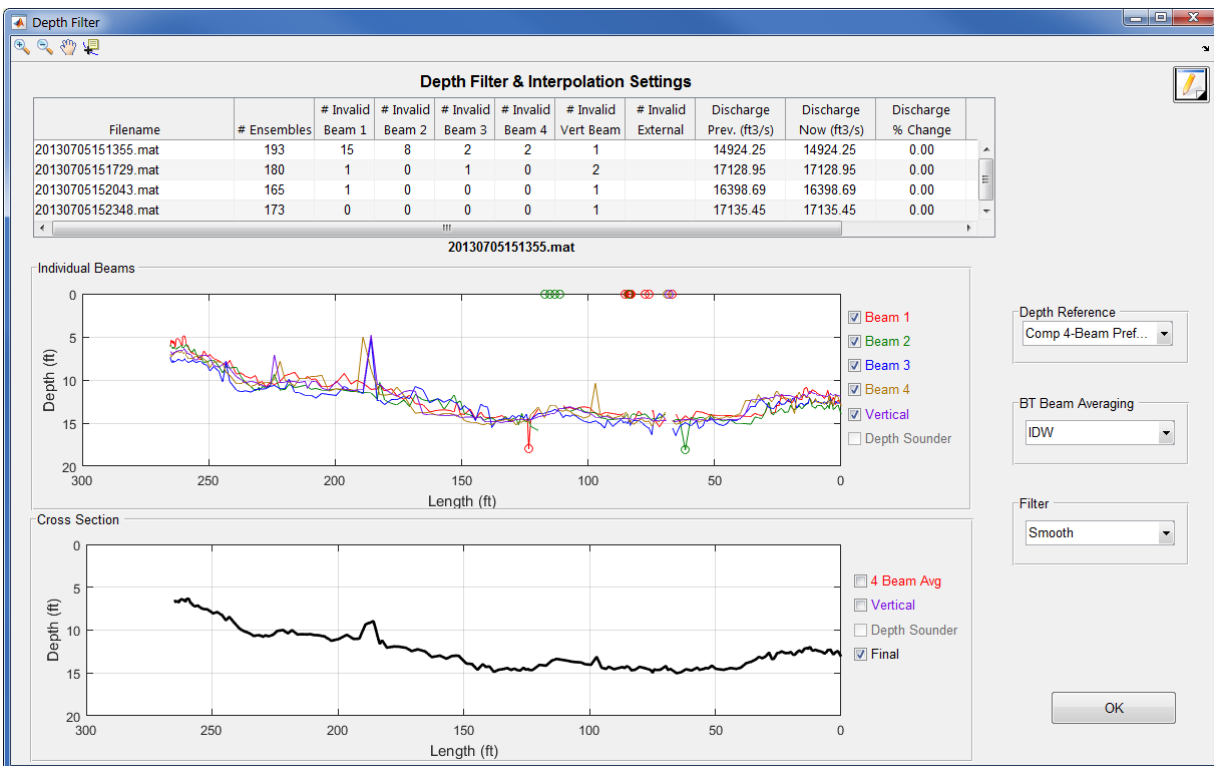 Depth Filter
Depth Filter & Interpolation Settings
Filename # Ensembles # Invalid Beam 1 # Invalid Beam 2 # Invalid Beam 3 # Invalid Beam 4 # Invalid Vert Beam # Invalid External Discharge Prev. (ft3/s) Discharge Now (ft3/s) Discharge % Change
20130705151355.mat 193 15 8 2 2 1 14924.25 14924.25 0.00
20130705151729.mat 180 1 0 1 0 2 17128.95 17128.95 0.00
20130705152043.mat 165 1 0 0 0 1 16398.69 16398.69 0.00
20130705152348.mat 173 0 0 0 0 1 17135.45 17135.45 0.00
20130705151355.mat
Individual Beams
Depth (ft)
0
5
10
15
20
300 250 200 150 100 50 0
Length (ft)
Beam 1
Beam 2
Beam 3
Beam 4
Vertical
Depth Sounder
Cross Section
Depth (ft)
0
5
10
15
20
300 250 200 150 100 50 0
Length (ft)
4 Beam Avg
Vertical
Depth Sounder
Final
Depth Reference
Comp 4-Beam Pref...
BT Beam Averaging
IDW
Filter
Smooth
OK